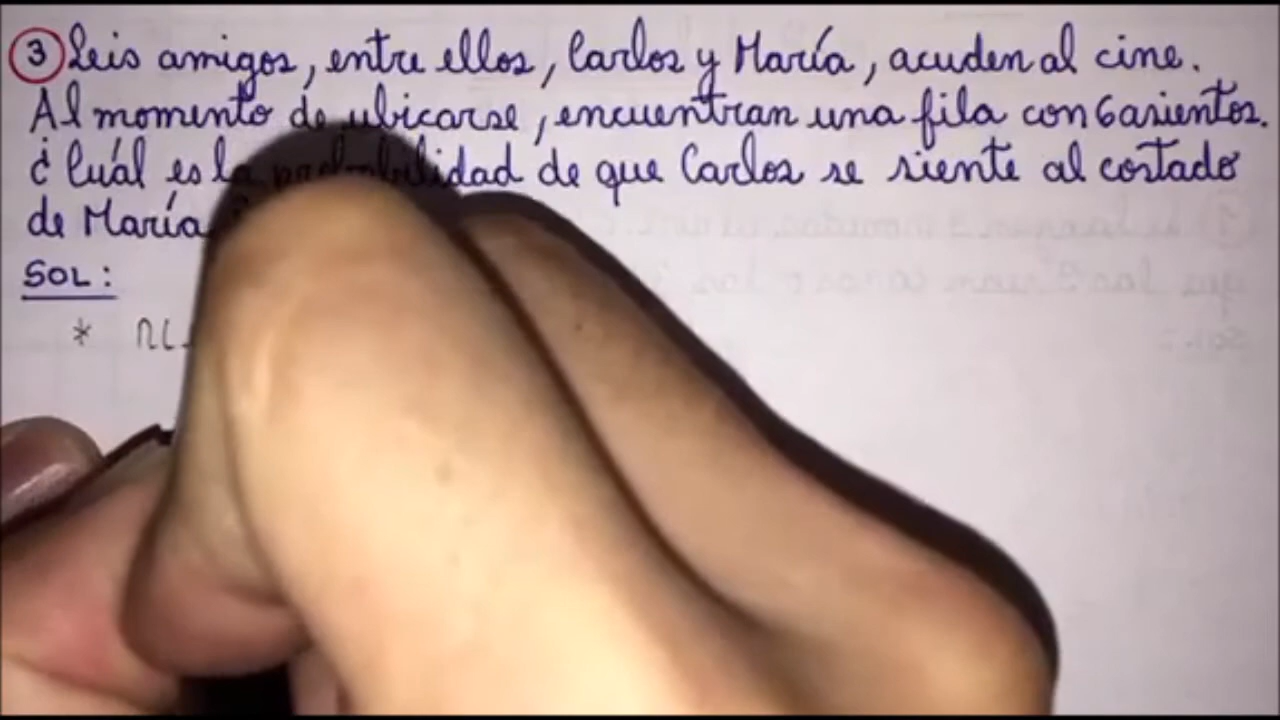 3 Seis amigos, entre ellos, Carlos y María, acuden al cine.
Al momento de ubicarse, encuentran una fila con 6 asientos.
¿Cuál es la probabilidad de que Carlos se siente al costado
de María
SOL:
*